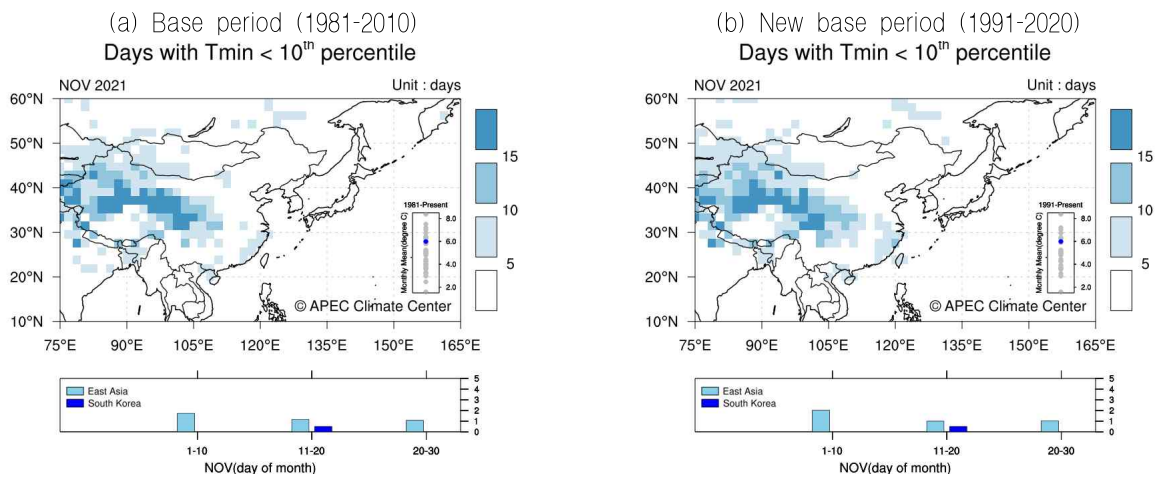 (a) Base period (1981-2010)
Days with Tmin < 10th percentile
NOV 2021
Unit : days
60°N
50°N
40°N
30°N
20°N
10°N
75°E
90°E
105°E
120°E
135°E
150°E
165°E
15
10
5
1981-Present
Monthly Mean(degree C)
8.0
6.0
4.0
2.0
© APEC Climate Center
East Asia
South Korea
5
4
3
2
1
0
1-10
11-20
20-30
NOV(day of month)
(b) New base period (1991-2020)
Days with Tmin < 10th percentile
NOV 2021
Unit : days
60°N
50°N
40°N
30°N
20°N
10°N
75°E
90°E
105°E
120°E
135°E
150°E
165°E
15
10
5
1991-Present
Monthly Mean(degree C)
8.0
6.0
4.0
2.0
© APEC Climate Center
East Asia
South Korea
5
4
3
2
1
0
1-10
11-20
20-30
NOV(day of month)